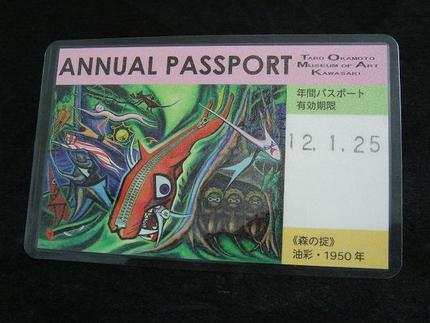 ANNUAL PASSPORT
TARO OKAMOTO
MUSEUM OF ART
KAWASAKI
年間パスポート
有効期限
12.1.25
《森の掟》
油彩・1950年